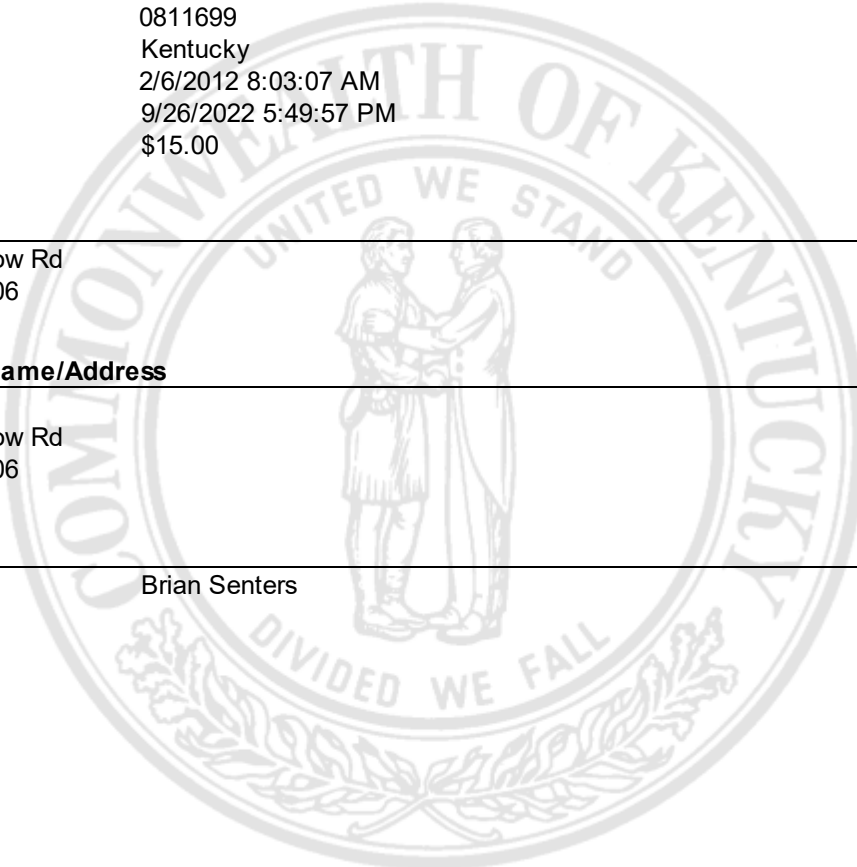 0811699
Kentucky
2/6/2012 8:03:07 AM
9/26/2022 5:49:57 PM
$15.00
COMMONWEALTH OF KENTUCKY
UNITED WE STAND
ow Rd
06
ame/Address
ow Rd
06
Brian Senters
DIVIDED WE FALL